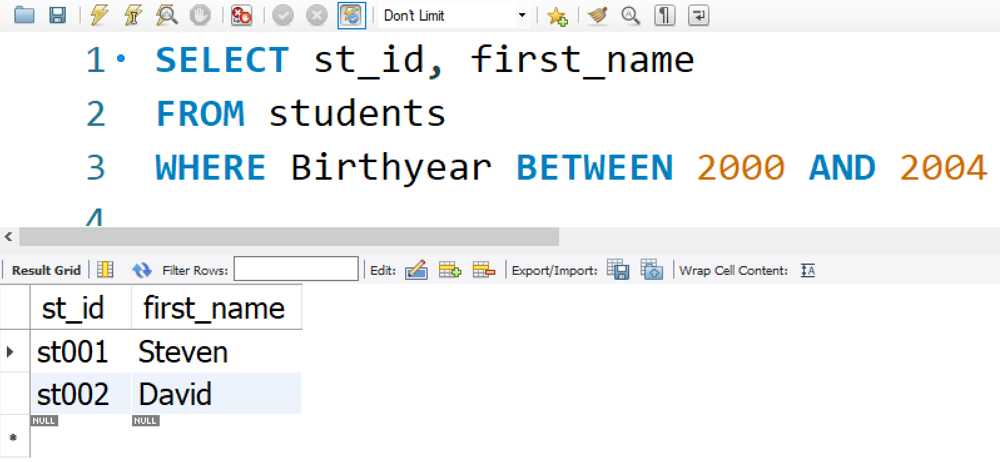 Don't Limit
1 SELECT st_id, first_name
2 FROM students
3 WHERE Birthyear BETWEEN 2000 AND 2004
4
Result Grid Filter Rows: Edit: Export/Import: Wrap Cell Content:
st_id first_name
st001 Steven
st002 David
NULL NULL